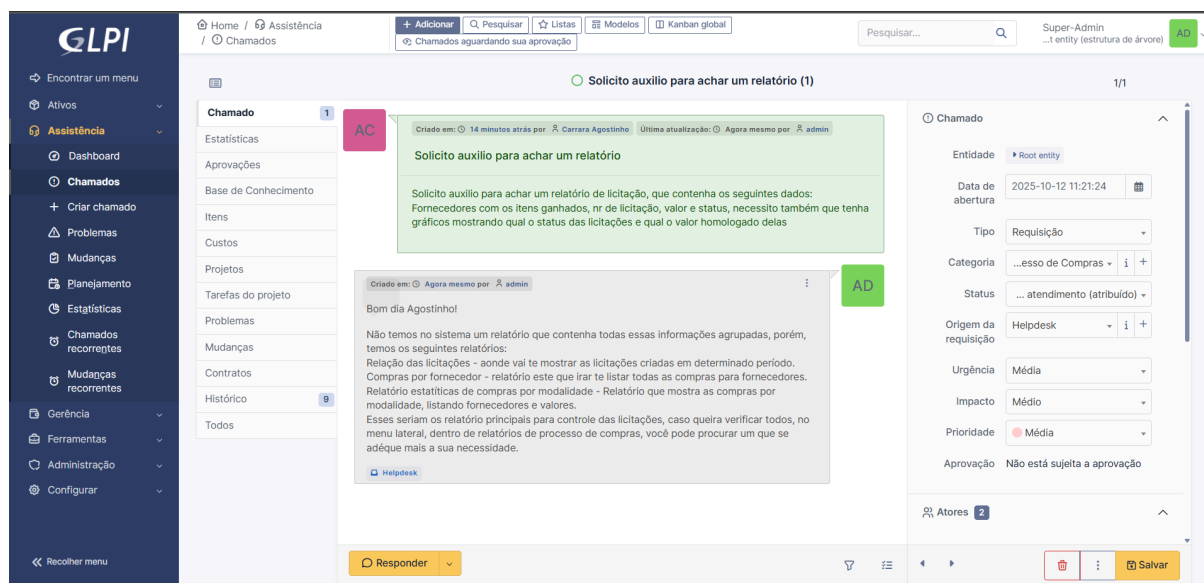 GLPI
Encontrar um menu
Ativos
Assistência
Dashboard
Chamados
Criar chamado
Problemas
Mudanças
Planejamento
Estatísticas
Chamados
recorrentes
Mudanças
recorrentes
Gerência
Ferramentas
Administração
Configurar
Recolher menu
Home / Assistência
/ Chamados
+ Adicionar Pesquisar Listas Modelos Kanban global
Chamados aguardando sua aprovação
Pesquisar...
Super-Admin
...t entity (estrutura de árvore)
AD
Solicito auxilio para achar um relatório (1)
1/1
Chamado 1
Estatísticas
Aprovações
Base de Conhecimento
Itens
Custos
Projetos
Tarefas do projeto
Problemas
Mudanças
Contratos
Histórico 9
Todos
AC
Criado em: 14 minutos atrás por Carrara Agostinho Última atualização: Agora mesmo por admin
Solicito auxilio para achar um relatório
Solicito auxilio para achar um relatório de licitação, que contenha os seguintes dados:
Fornecedores com os itens ganhados, nr de licitação, valor e status, necessito também que tenha
gráficos mostrando qual o status das licitações e qual o valor homologado delas
AD
Criado em: Agora mesmo por admin
Bom dia Agostinho!
Não temos no sistema um relatório que contenha todas essas informações agrupadas, porém,
temos os seguintes relatórios:
Relação das licitações - aonde vai te mostrar as licitações criadas em determinado período.
Compras por fornecedor - relatório este que irar te listar todas as compras para fornecedores.
Relatório estatíticas de compras por modalidade - Relatório que mostra as compras por
modalidade, listando fornecedores e valores.
Esses seriam os relatório principais para controle das licitações, caso queira verificar todos, no
menu lateral, dentro de relatórios de processo de compras, você pode procurar um que se
adéque mais a sua necessidade.
Helpdesk
Responder
Chamado
Entidade Root entity
Data de
abertura
2025-10-12 11:21:24
Tipo Requisição
Categoria ...esso de Compras i +
Status ... atendimento (atribuído)
Origem da
requisição
Helpdesk i +
Urgência Média
Impacto Médio
Prioridade Média
Aprovação Não está sujeita a aprovação
Atores 2
Salvar